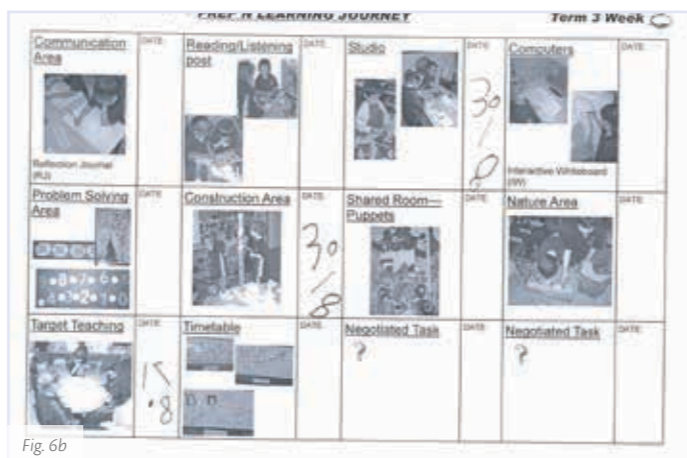 PREP N LEARNING JOURNEY
Term 3 Week
Communication Area
DATE
Reading/Listening post
DATE
Studio
DATE
30/8
Computers
DATE
Reflection Journal
(RJ)
Interactive Whiteboard
(IW)
Problem Solving Area
DATE
Construction Area
DATE
30/8
Shared Room—
Puppets
DATE
Nature Area
DATE
Target Teaching
DATE
Timetable
DATE
Negotiated Task
DATE
?
Negotiated Task
DATE
?
Fig. 6b